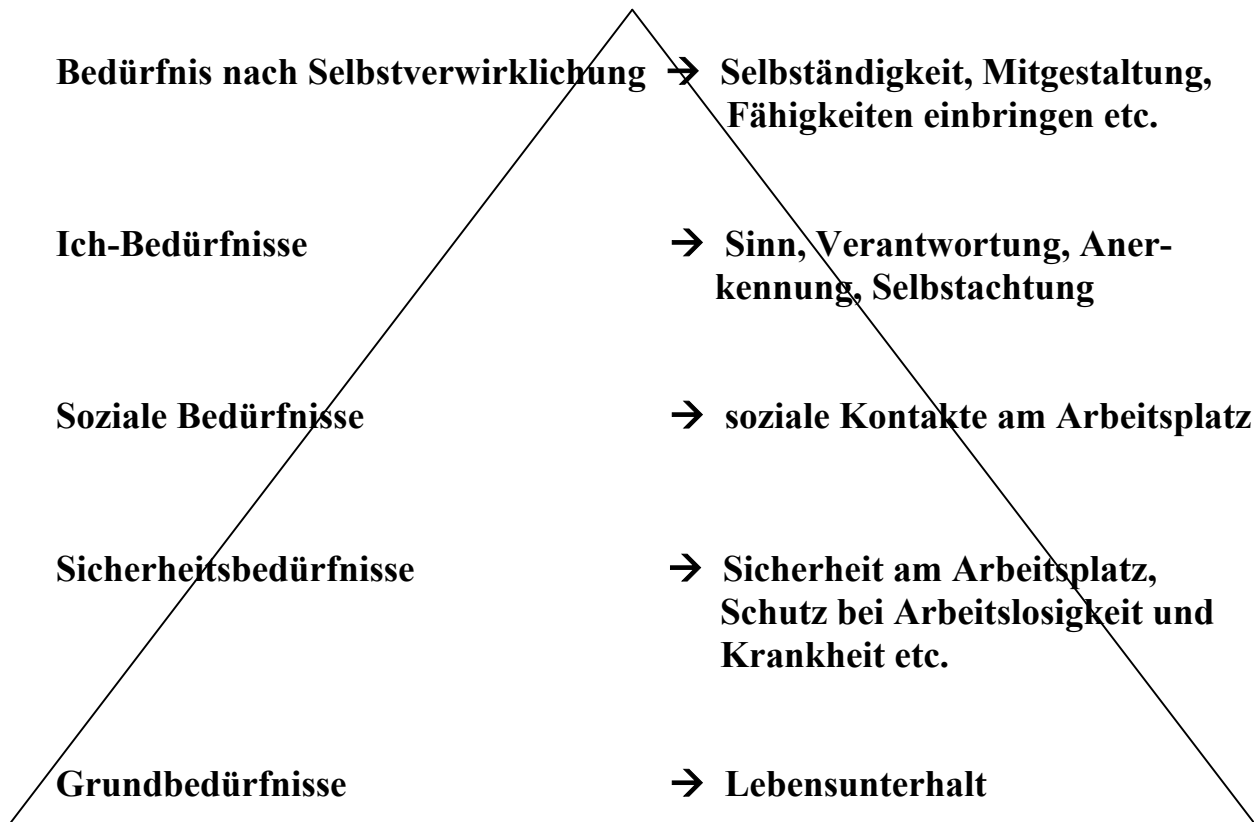 Bedürfnis nach Selbstverwirklichung → Selbständigkeit, Mitgestaltung,
Fähigkeiten einbringen etc.
Ich-Bedürfnisse → Sinn, Verantwortung, Aner-
kennung, Selbstachtung
Soziale Bedürfnisse → soziale Kontakte am Arbeitsplatz
Sicherheitsbedürfnisse → Sicherheit am Arbeitsplatz,
Schutz bei Arbeitslosigkeit und
Krankheit etc.
Grundbedürfnisse → Lebensunterhalt